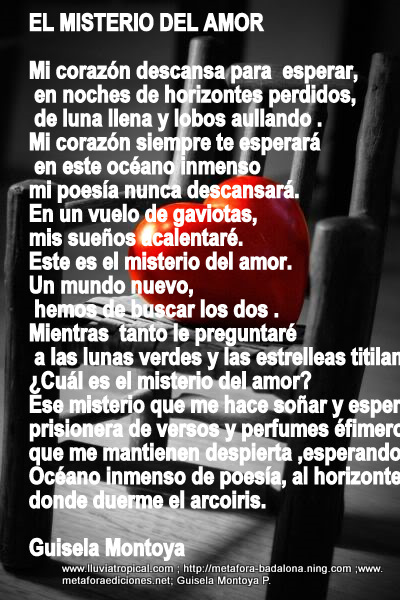 EL MISTERIO DEL AMOR
Mi corazón descansa para esperar,
en noches de horizontes perdidos,
de luna llena y lobos aullando .
Mi corazón siempre te esperará
en este océano inmenso
mi poesía nunca descansará.
En un vuelo de gaviotas,
mis sueños acalentaré.
Este es el misterio del amor.
Un mundo nuevo,
hemos de buscar los dos .
Mientras tanto le preguntaré
a las lunas verdes y las estrelleas titilan
¿Cuál es el misterio del amor?
Ese misterio que me hace soñar y esper
prisionera de versos y perfumes éfimero
que me mantienen despierta ,esperando
Océano inmenso de poesía, al horizonte
donde duerme el arcoiris.
Guisela Montoya
www.lluviatropical.com ; http://metafora-badalona.ning.com ;www.
metaforaediciones.net; Guisela Montoya P.